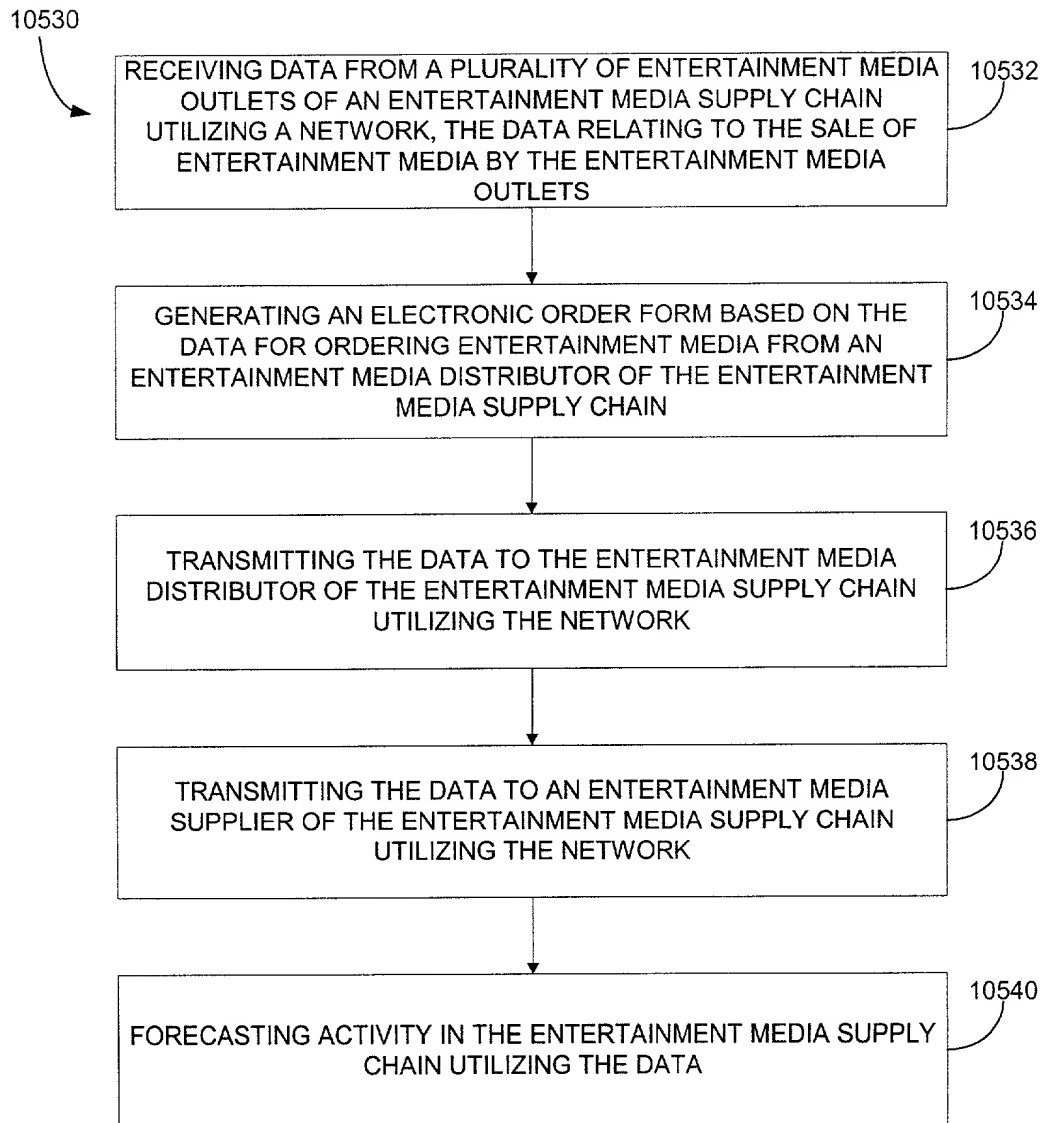 10530
RECEIVING DATA FROM A PLURALITY OF ENTERTAINMENT MEDIA
OUTLETS OF AN ENTERTAINMENT MEDIA SUPPLY CHAIN
UTILIZING A NETWORK, THE DATA RELATING TO THE SALE OF
ENTERTAINMENT MEDIA BY THE ENTERTAINMENT MEDIA
OUTLETS
10532
GENERATING AN ELECTRONIC ORDER FORM BASED ON THE
DATA FOR ORDERING ENTERTAINMENT MEDIA FROM AN
ENTERTAINMENT MEDIA DISTRIBUTOR OF THE ENTERTAINMENT
MEDIA SUPPLY CHAIN
10534
TRANSMITTING THE DATA TO THE ENTERTAINMENT MEDIA
DISTRIBUTOR OF THE ENTERTAINMENT MEDIA SUPPLY CHAIN
UTILIZING THE NETWORK
10536
TRANSMITTING THE DATA TO AN ENTERTAINMENT MEDIA
SUPPLIER OF THE ENTERTAINMENT MEDIA SUPPLY CHAIN
UTILIZING THE NETWORK
10538
FORECASTING ACTIVITY IN THE ENTERTAINMENT MEDIA SUPPLY
CHAIN UTILIZING THE DATA
10540